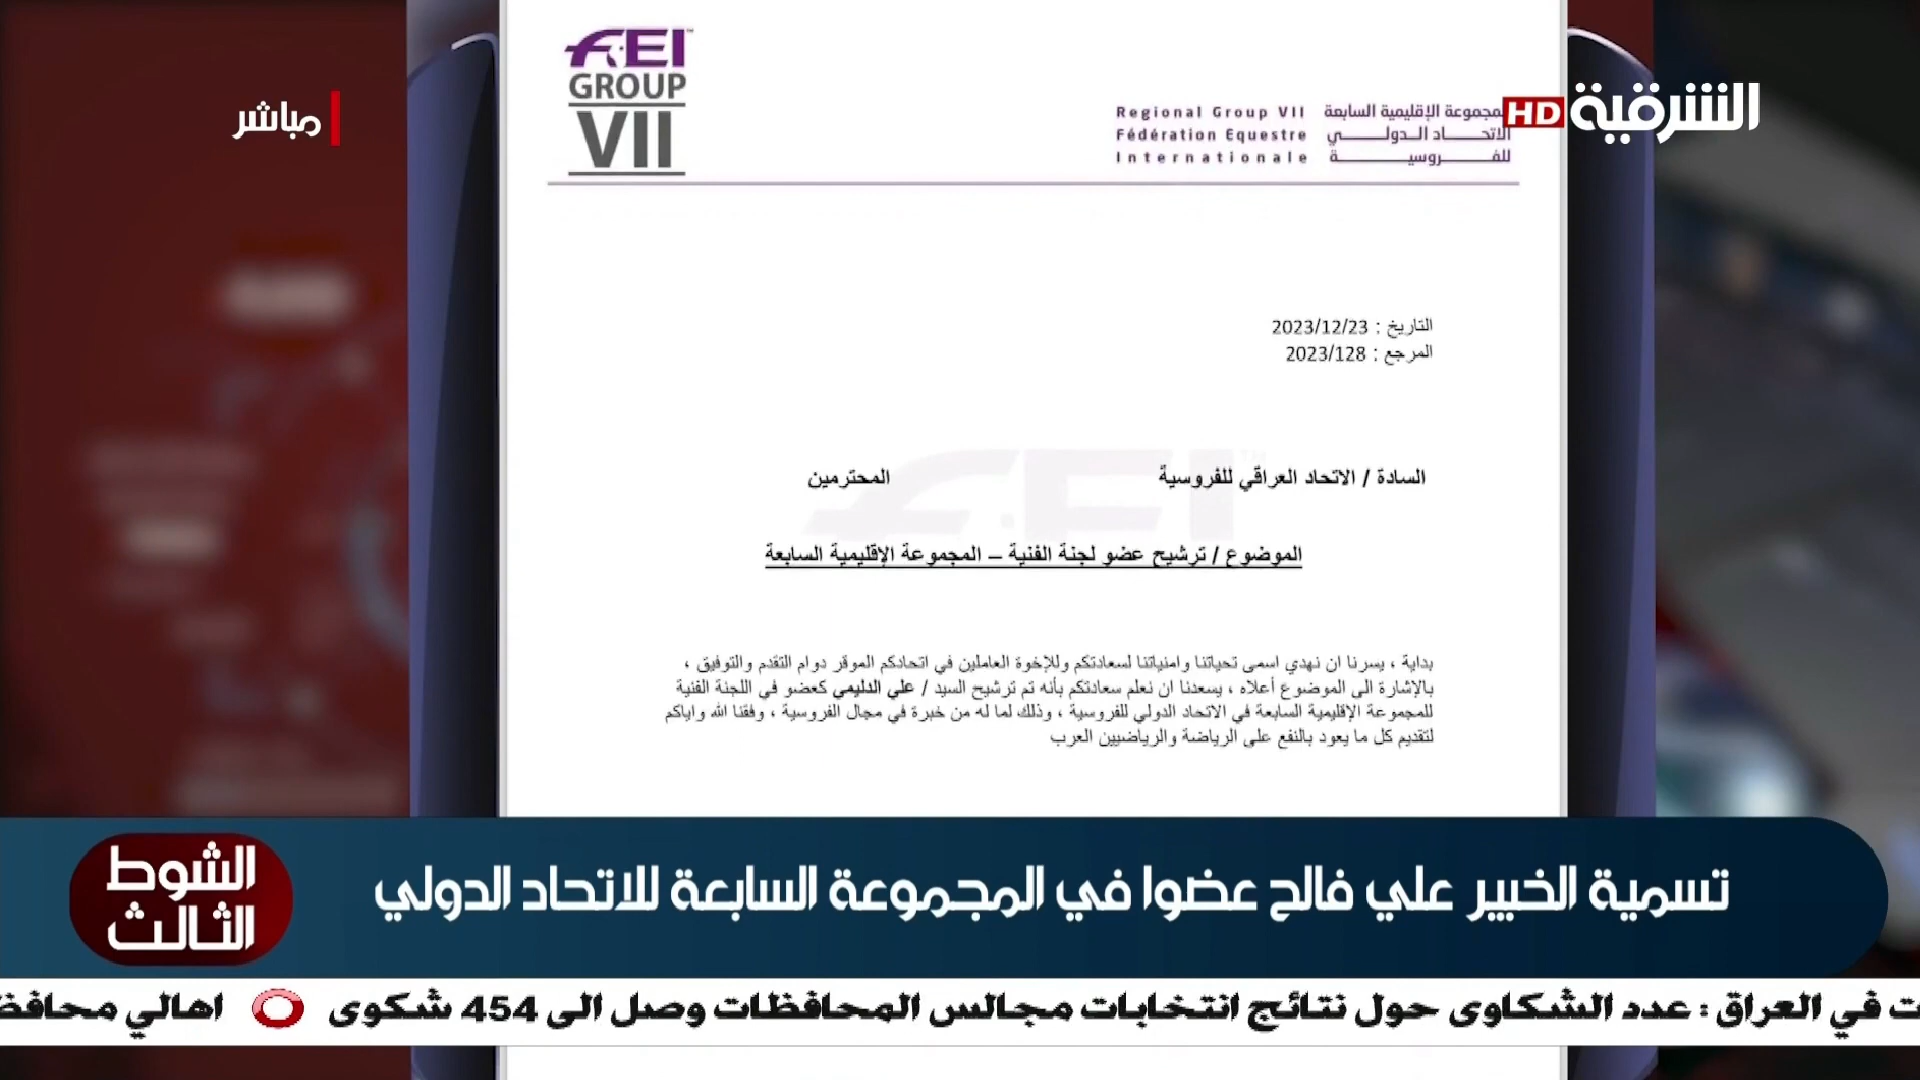 FEI
GROUP
VII
Regional Group VII
Fédération Equestre
Internationale
لمجموعة الإقليمية السابعة
الاتحـــاد الـدولــــي
للفـــروسيـــــة
HD الشرقية
مباشر
التاريخ : 2023/12/23
المرجع : 2023/128
السادة / الاتحاد العراقي للفروسية المحترمين
الموضوع / ترشيح عضو لجنة الفنية – المجموعة الإقليمية السابعة
بداية ، يسرنا ان نهدي اسمى تحياتنا وامنياتنا لسعادتكم وللإخوة العاملين في اتحادكم الموقر دوام التقدم والتوفيق ،
بالإشارة الى الموضوع أعلاه ، يسعدنا ان نعلم سعادتكم بأنه تم ترشيح السيد / علي الدليمي كعضو في اللجنة الفنية
للمجموعة الإقليمية السابعة في الاتحاد الدولي للفروسية ، وذلك لما له من خبرة في مجال الفروسية ، وفقنا الله واياكم
لتقديم كل ما يعود بالنفع على الرياضة والرياضيين العرب
تسمية الخبير علي فالح عضوا في المجموعة السابعة للاتحاد الدولي
الشوط
الثالث
ت في العراق : عدد الشكاوى حول نتائج انتخابات مجالس المحافظات وصل الى 454 شكوى اهالي محافظ